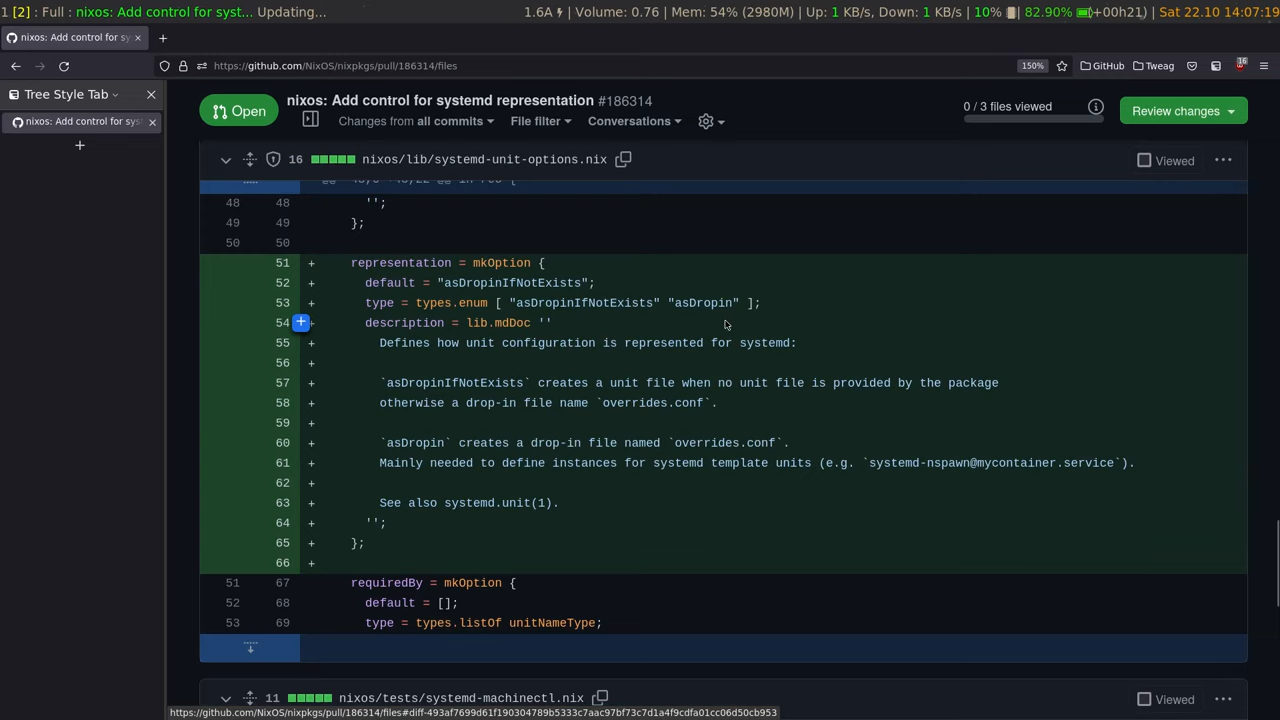 1 [2] : Full : nixos: Add control for syst... Updating...
1.6A | Volume: 0.76 | Mem: 54% (2980M) | Up: 1 KB/s, Down: 1 KB/s | 10% | 82.90% (+00h21) | Sat 22.10 14:07:19
nixos: Add control for sy
https://github.com/NixOS/nixpkgs/pull/186314/files
150%
GitHub
Tweag
16
Tree Style Tab
nixos: Add control for sys
Open
nixos: Add control for systemd representation #186314
Changes from all commits
File filter
Conversations
0 / 3 files viewed
Review changes
16 nixos/lib/systemd-unit-options.nix
Viewed
48 48 '';
49 49 };
50 50
51 + representation = mkOption {
52 + default = "asDropinIfNotExists";
53 + type = types.enum [ "asDropinIfNotExists" "asDropin" ];
54 + description = lib.mdDoc ''
55 + Defines how unit configuration is represented for systemd:
56 +
57 + `asDropinIfNotExists` creates a unit file when no unit file is provided by the package
58 + otherwise a drop-in file name `overrides.conf`.
59 +
60 + `asDropin` creates a drop-in file named `overrides.conf`.
61 + Mainly needed to define instances for systemd template units (e.g. `systemd-nspawn@mycontainer.service`).
62 +
63 + See also systemd.unit(1).
64 + '';
65 + };
66 +
51 67 requiredBy = mkOption {
52 68 default = [];
53 69 type = types.listOf unitNameType;
11 nixos/tests/systemd-machinectl.nix
Viewed
https://github.com/NixOS/nixpkgs/pull/186314/files#diff-493af7699d61f190304789b5333c7aac97bf73c7d1a4f9cdfa01cc06d50cb953